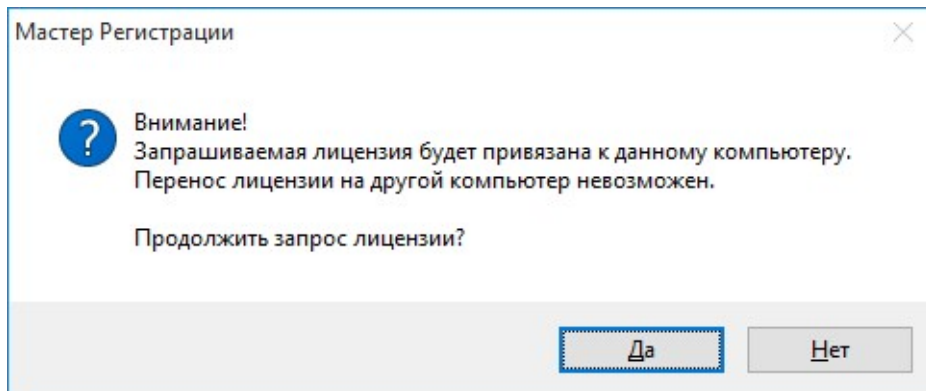 Мастер Регистрации
Внимание!
Запрашиваемая лицензия будет привязана к данному компьютеру.
Перенос лицензии на другой компьютер невозможен.
Продолжить запрос лицензии?
Да
Нет